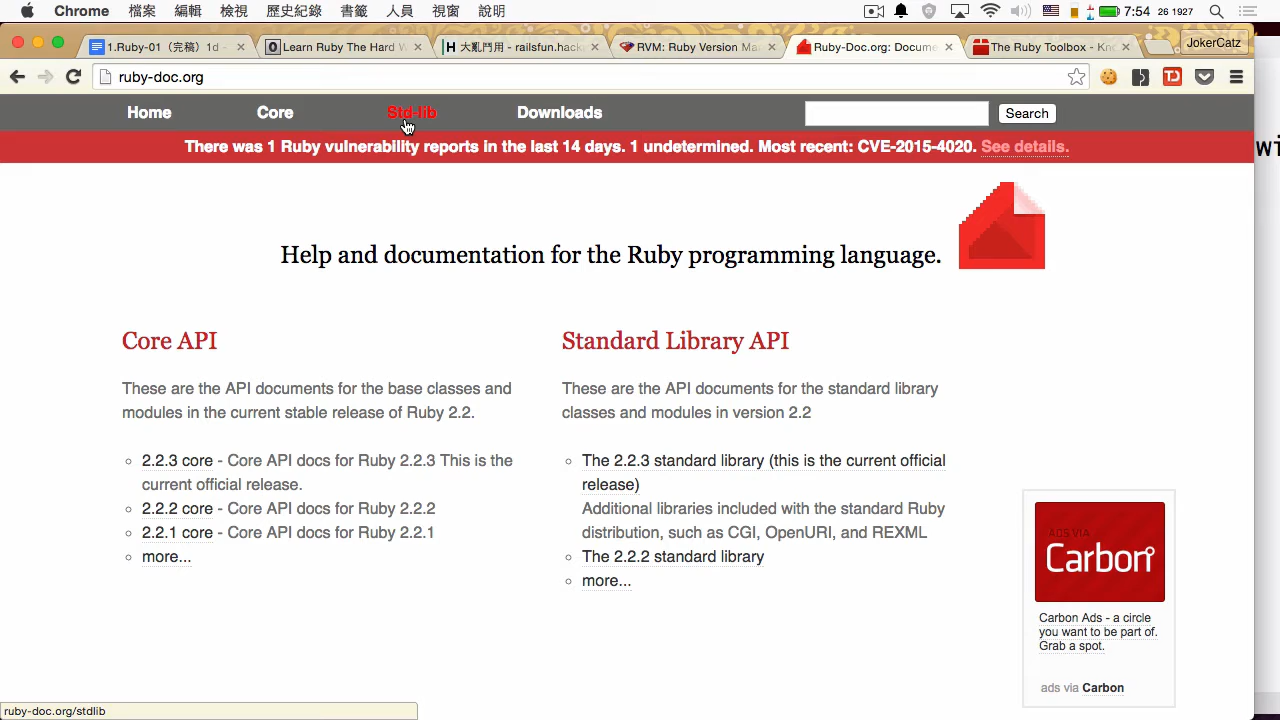 Chrome 檔案 編輯 檢視 歷史紀錄 書籤 人員 視窗 說明 7:54 26 1927
1.Ruby-01（完稿）1d - Learn Ruby The Hard W 大亂鬥用 - railsfun.hack RVM: Ruby Version Ma Ruby-Doc.org: Docume The Ruby Toolbox - Kno JokerCatz
ruby-doc.org
Home Core Std-lib Downloads Search
There was 1 Ruby vulnerability reports in the last 14 days. 1 undetermined. Most recent: CVE-2015-4020. See details.
Help and documentation for the Ruby programming language.
Core API
These are the API documents for the base classes and
modules in the current stable release of Ruby 2.2.
2.2.3 core - Core API docs for Ruby 2.2.3 This is the
current official release.
2.2.2 core - Core API docs for Ruby 2.2.2
2.2.1 core - Core API docs for Ruby 2.2.1
more...
Standard Library API
These are the API documents for the standard library
classes and modules in version 2.2
The 2.2.3 standard library (this is the current official
release)
Additional libraries included with the standard Ruby
distribution, such as CGI, OpenURI, and REXML
The 2.2.2 standard library
more...
ADS VIA
Carbon
Carbon Ads - a circle
you want to be part of.
Grab a spot.
ads via Carbon
ruby-doc.org/stdlib